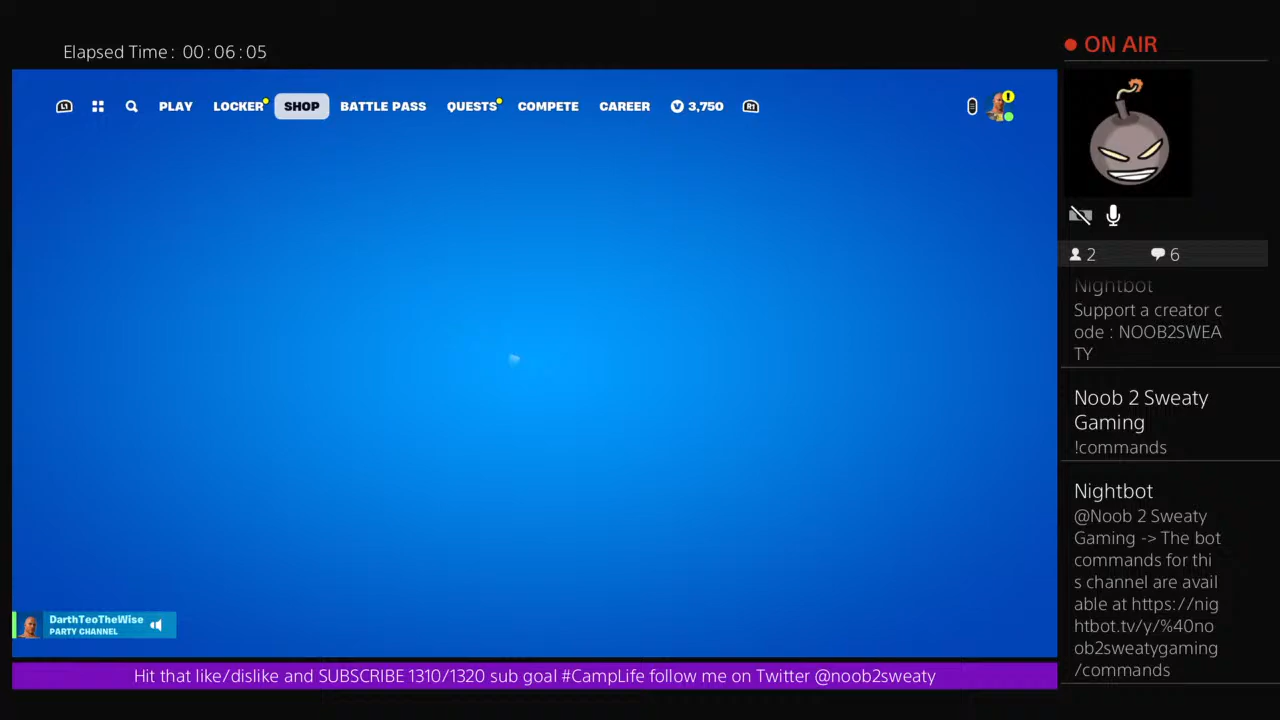 Elapsed Time: 00:06:05
ON AIR
L1 PLAY LOCKER SHOP BATTLE PASS QUESTS COMPETE CAREER V 3,750 R1
!
2 6
Nightbot
Support a creator c
ode : NOOB2SWEA
TY
Noob 2 Sweaty
Gaming
!commands
Nightbot
@Noob 2 Sweaty
Gaming -> The bot
commands for thi
s channel are avail
able at https://nig
htbot.tv/y/%40no
ob2sweatygaming
/commands
DarthTeoTheWise
PARTY CHANNEL
Hit that like/dislike and SUBSCRIBE 1310/1320 sub goal #CampLife follow me on Twitter @noob2sweaty